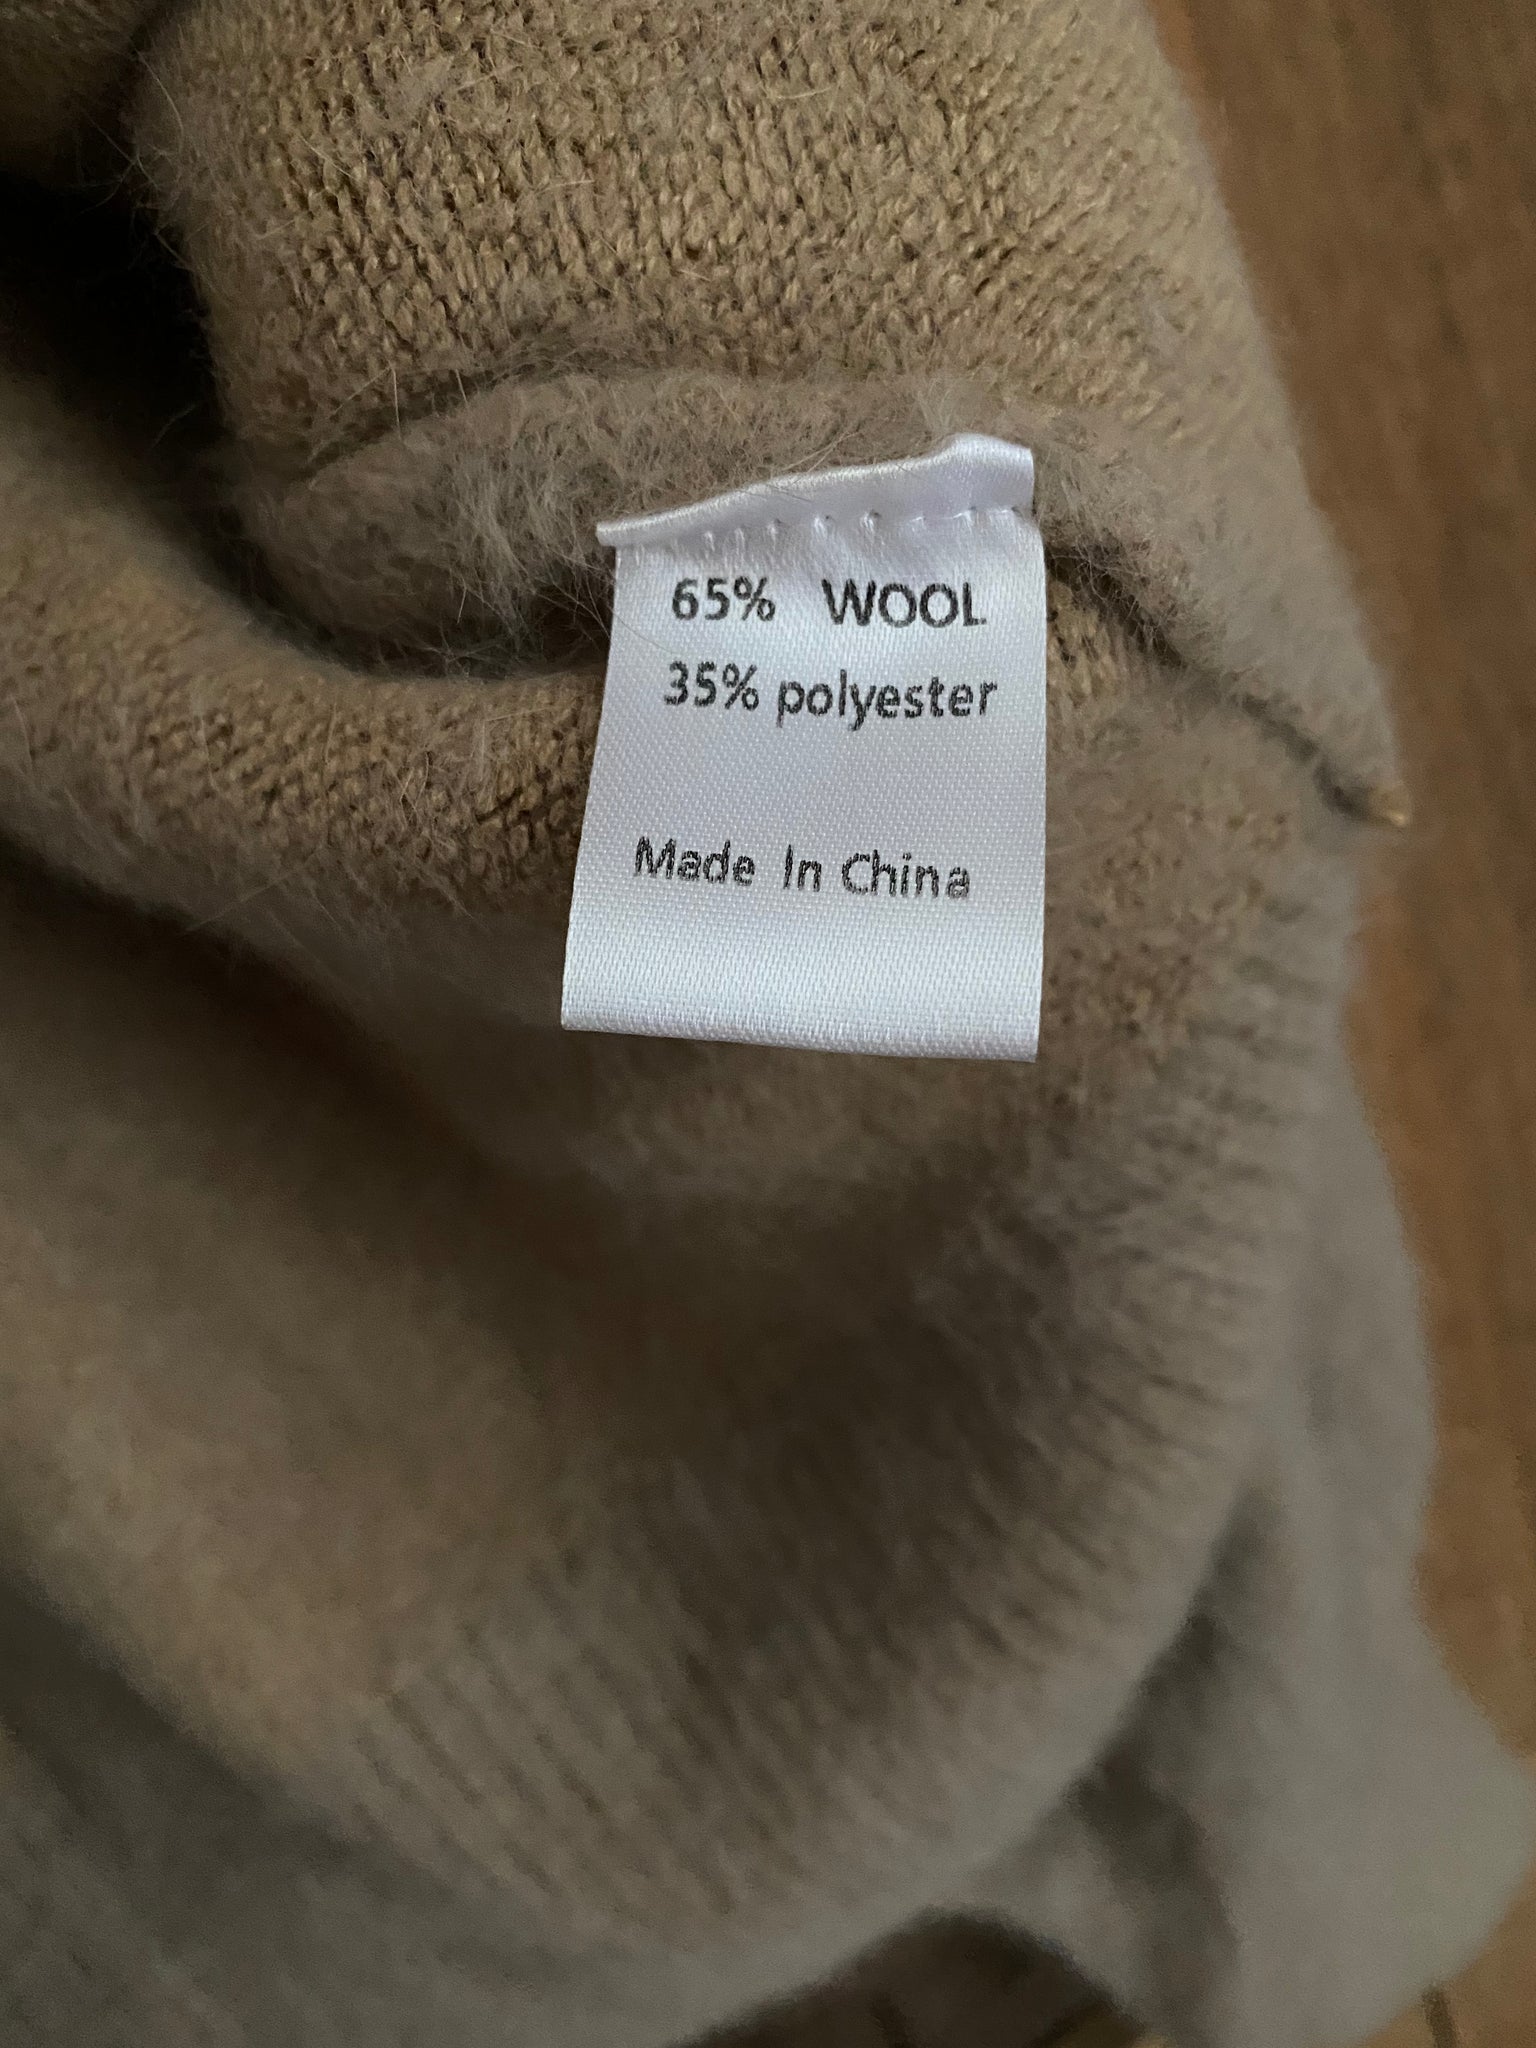 65% WOOL
35% polyester
Made In China